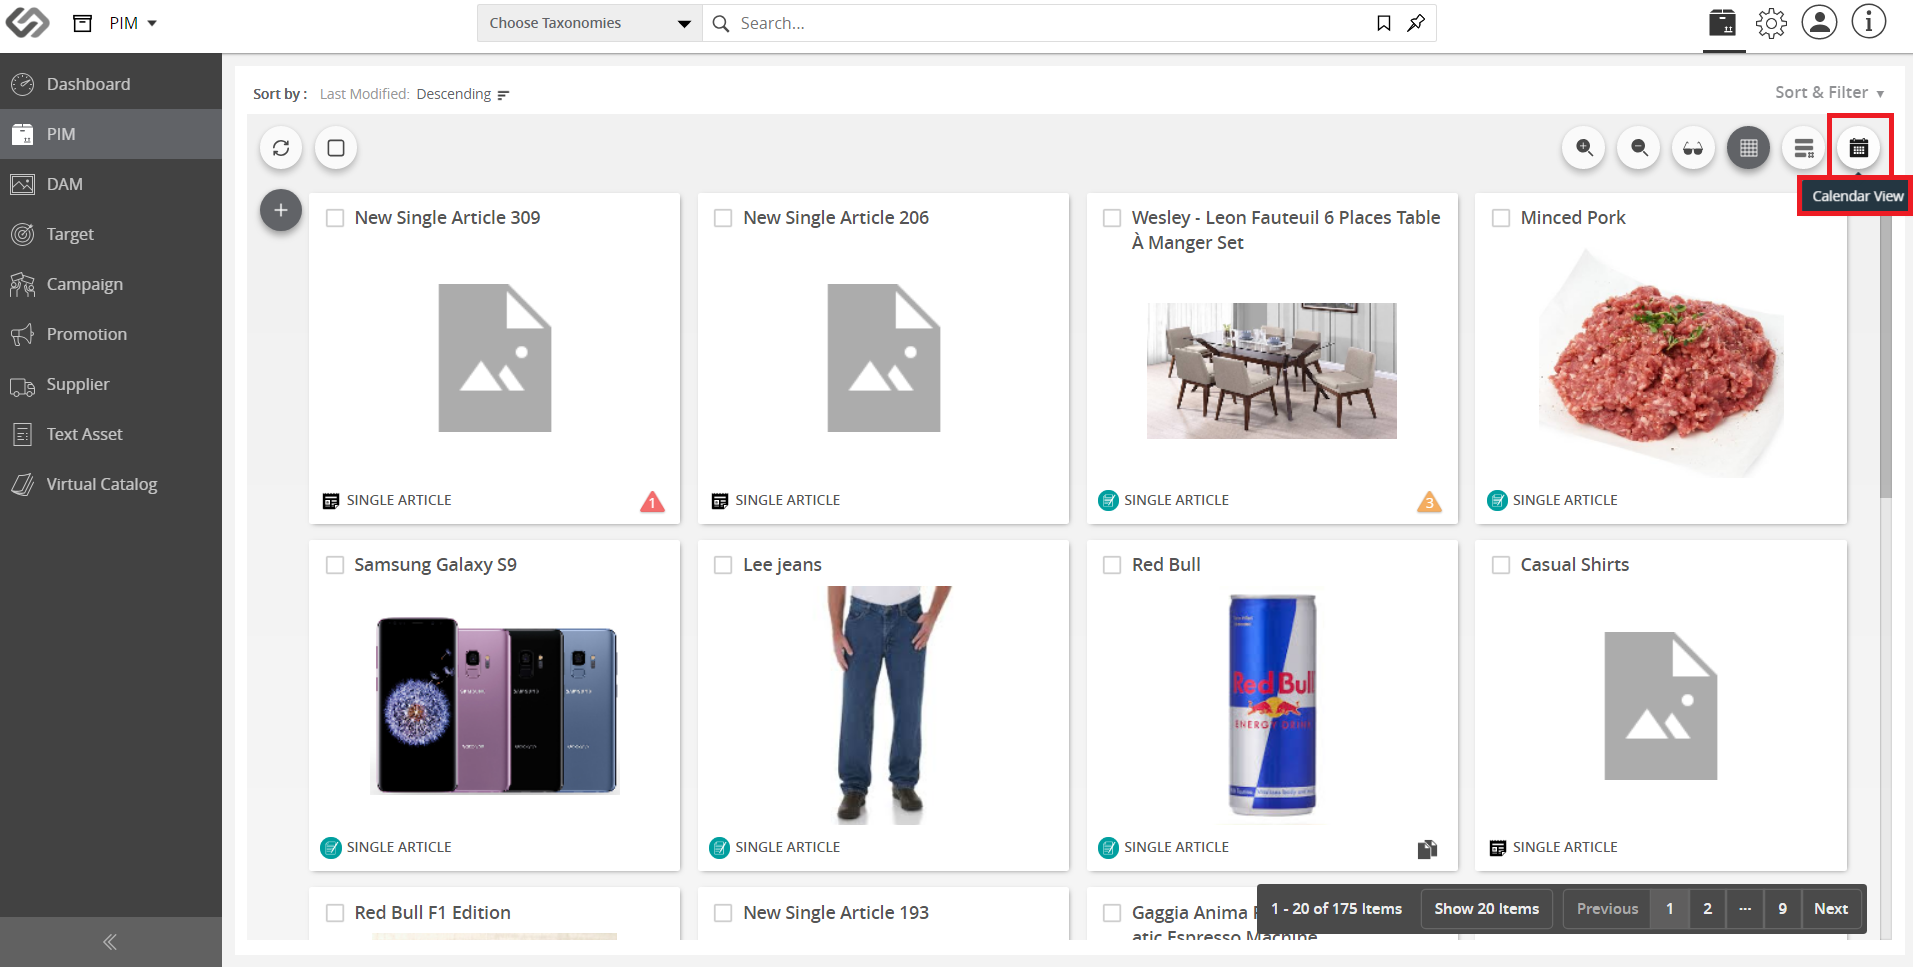 PIM
Choose Taxonomies
Search...
Dashboard
PIM
DAM
Target
Campaign
Promotion
Supplier
Text Asset
Virtual Catalog
Sort by : Last Modified: Descending
Sort & Filter
Calendar View
New Single Article 309
1
SINGLE ARTICLE
New Single Article 206
SINGLE ARTICLE
Wesley - Leon Fauteuil 6 Places Table
À Manger Set
SINGLE ARTICLE
3
Minced Pork
SINGLE ARTICLE
Samsung Galaxy S9
SAMSUNG
SINGLE ARTICLE
Lee jeans
SINGLE ARTICLE
Red Bull
Red Bull
ENERGY DRINK
SINGLE ARTICLE
Casual Shirts
SINGLE ARTICLE
Red Bull F1 Edition
New Single Article 193
Gaggia Anima
atic Espresso Machine
1 - 20 of 175 Items
Show 20 Items
Previous
1
2
...
9
Next